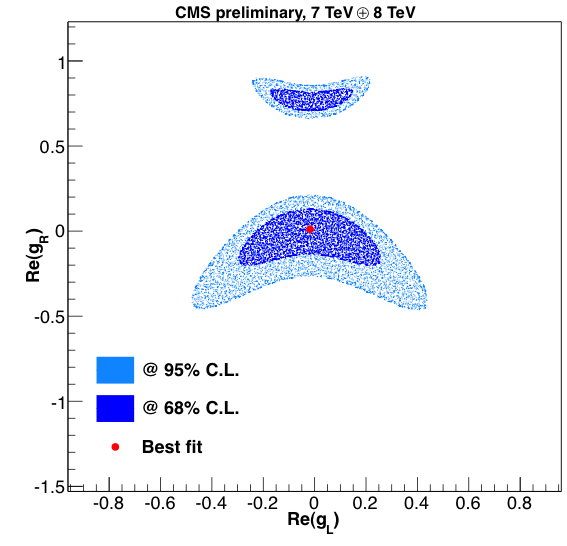 CMS preliminary, 7 TeV ⊕ 8 TeV
1
0.5
0
-0.5
-1
-1.5
Re(g_R)
@ 95% C.L.
@ 68% C.L.
Best fit
-0.8 -0.6 -0.4 -0.2 0 0.2 0.4 0.6 0.8
Re(g_L)